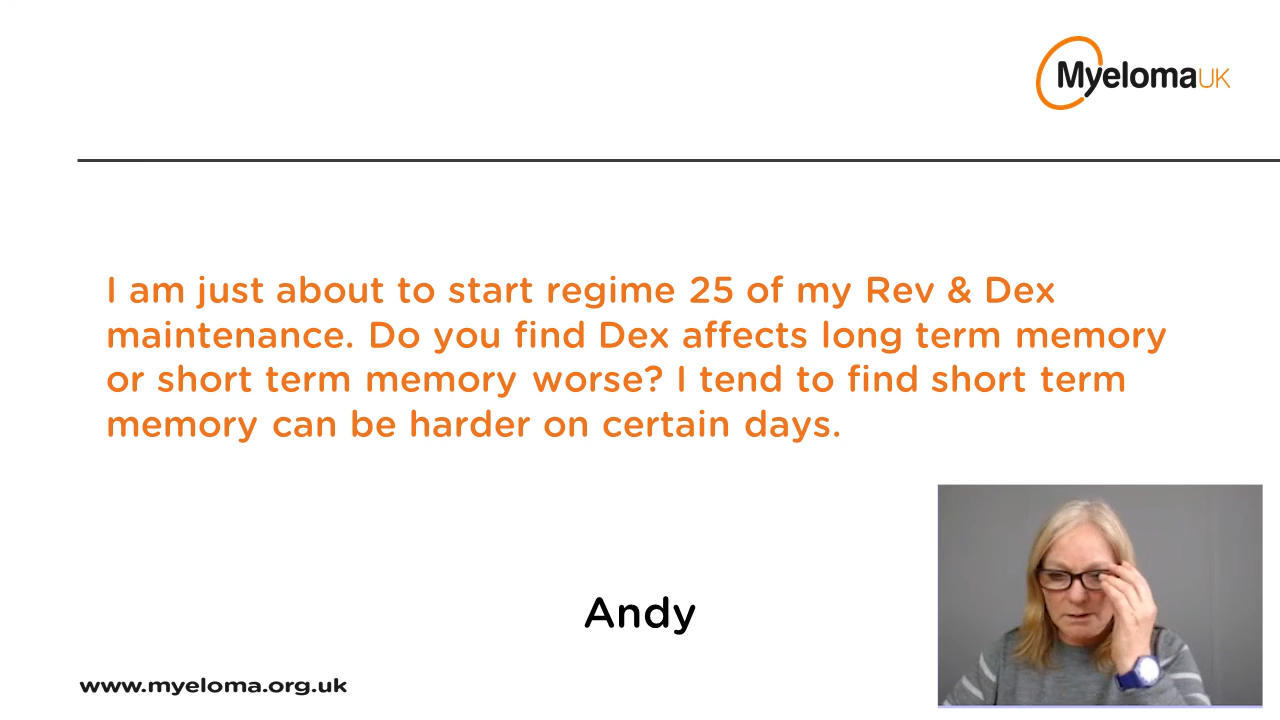 MyelomaUK
I am just about to start regime 25 of my Rev & Dex
maintenance. Do you find Dex affects long term memory
or short term memory worse? I tend to find short term
memory can be harder on certain days.
Andy
www.myeloma.org.uk